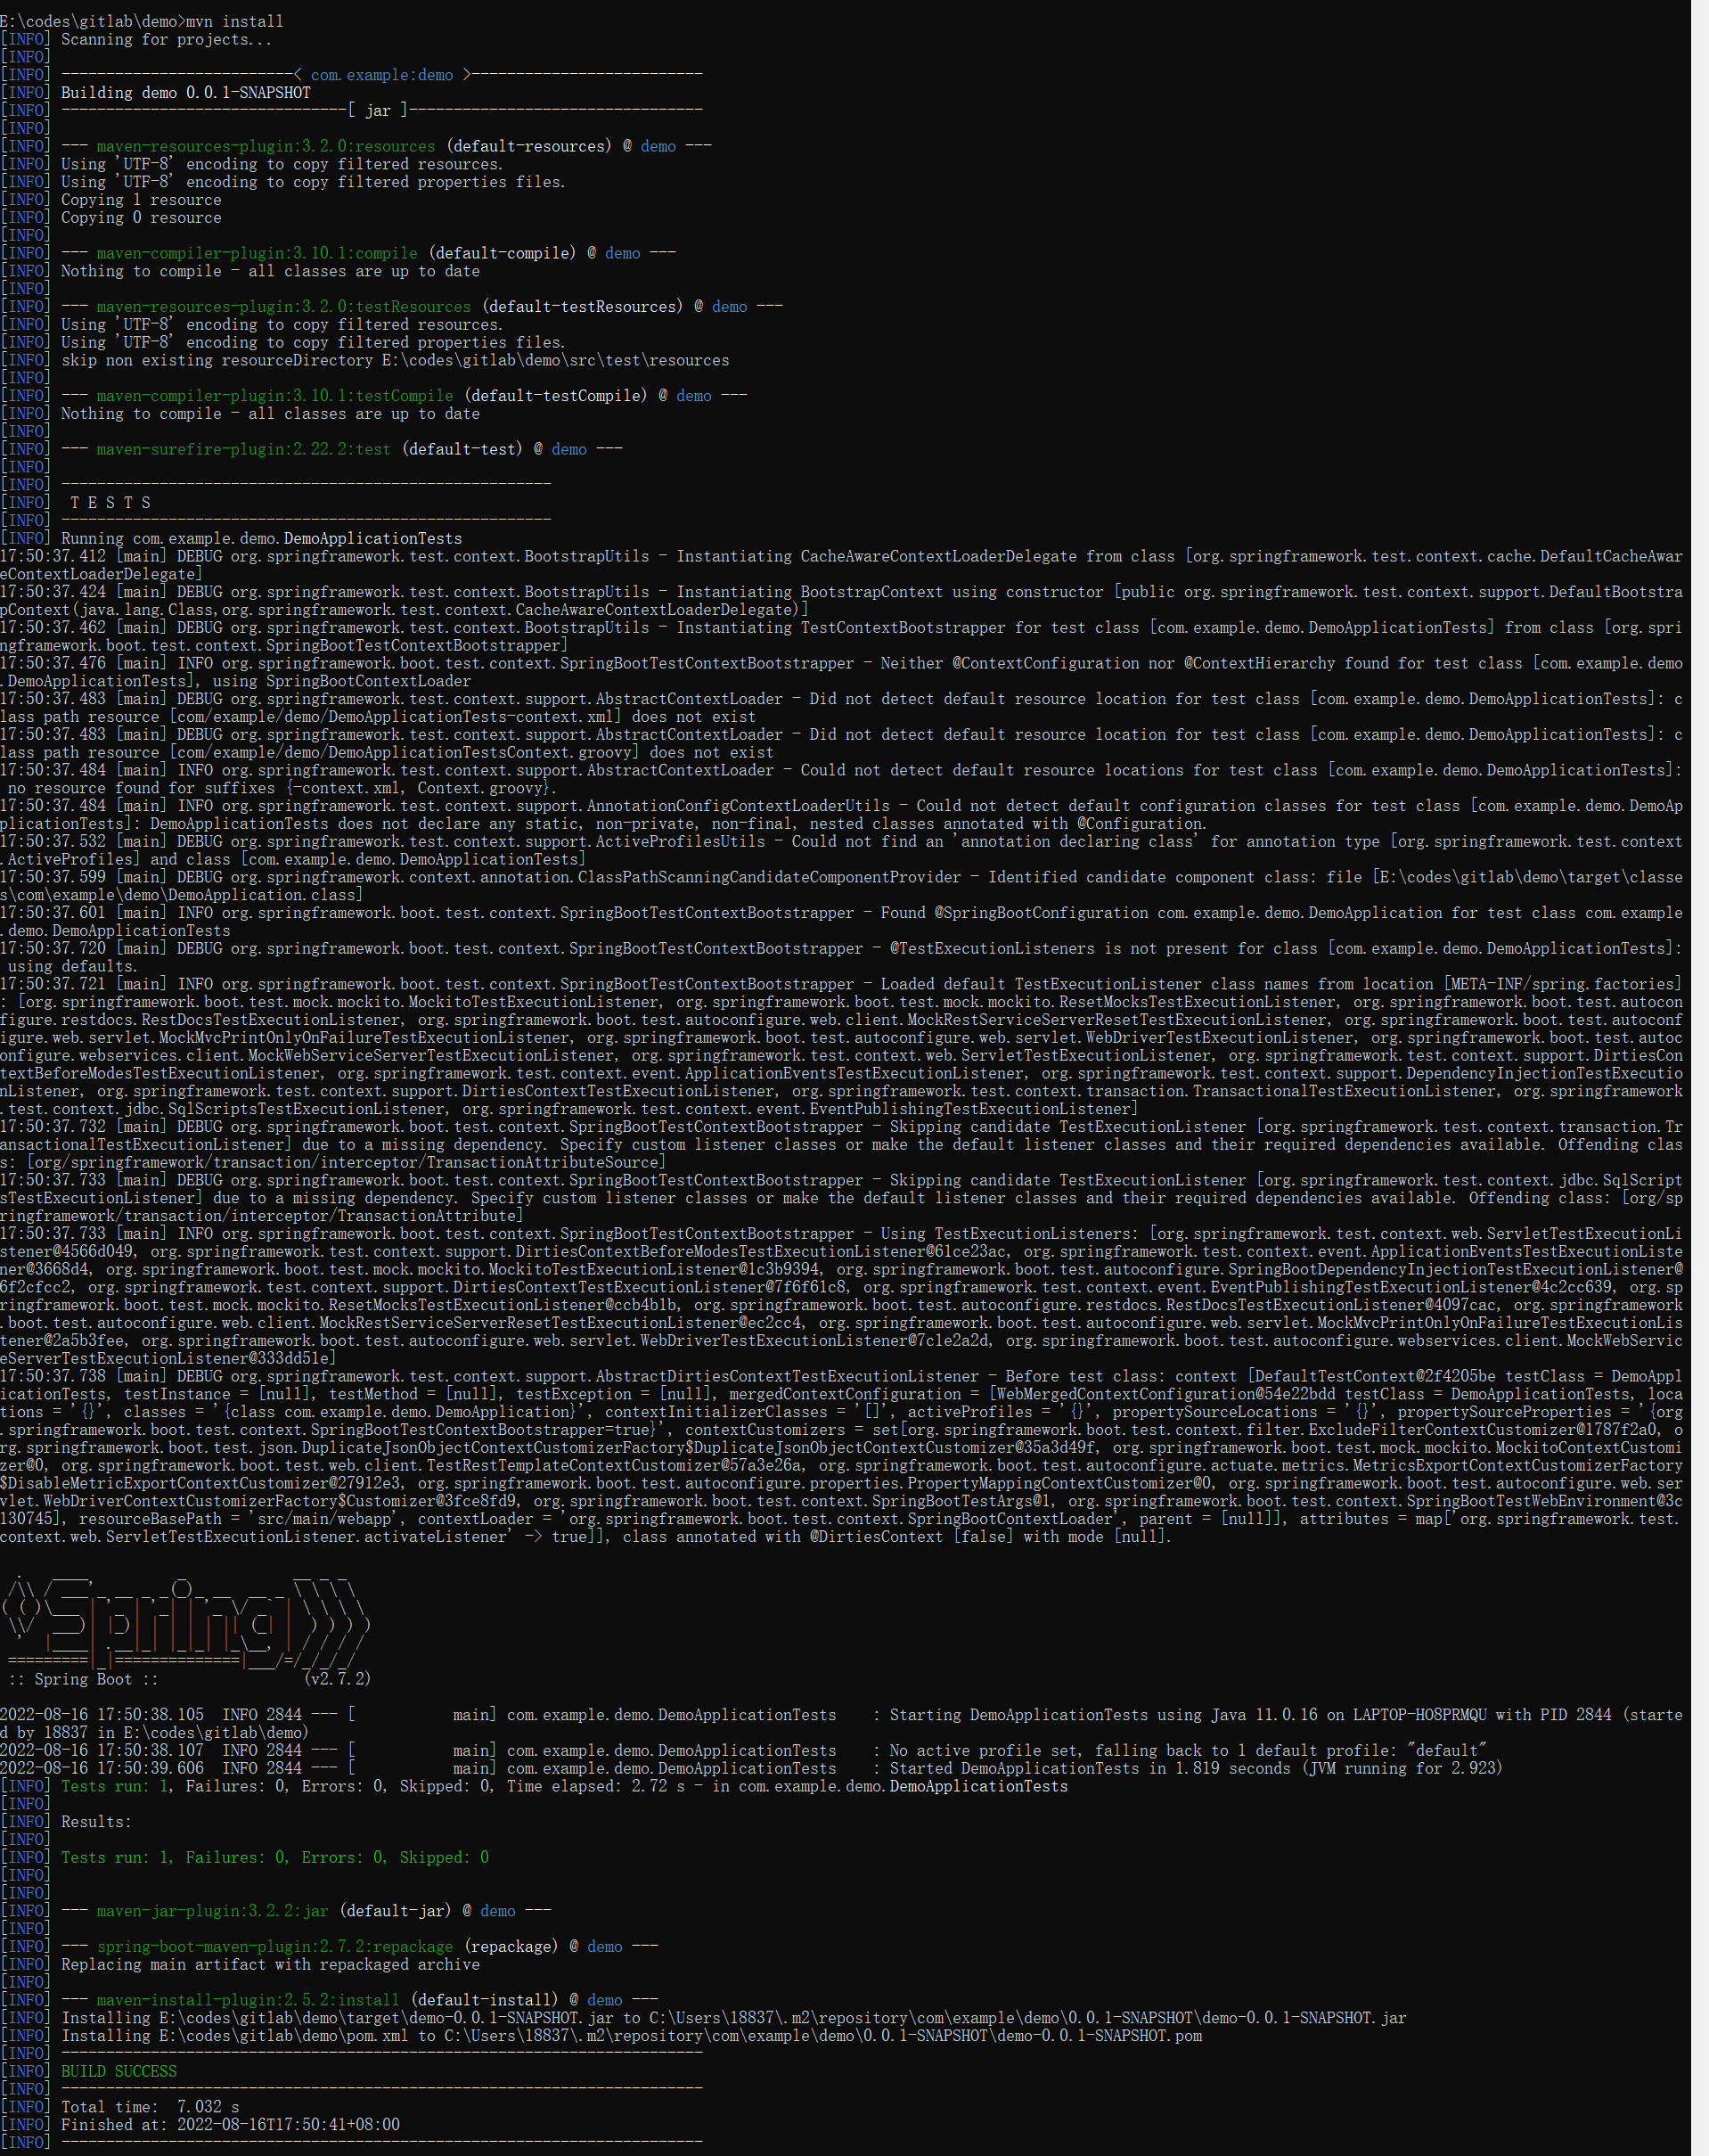 E:\codes\gitlab\demo>mvn install
[INFO] Scanning for projects...
[INFO]
[INFO] --------------------------< com.example:demo >--------------------------
[INFO] Building demo 0.0.1-SNAPSHOT
[INFO] --------------------------------[ jar ]---------------------------------
[INFO]
[INFO] --- maven-resources-plugin:3.2.0:resources (default-resources) @ demo ---
[INFO] Using 'UTF-8' encoding to copy filtered resources.
[INFO] Using 'UTF-8' encoding to copy filtered properties files.
[INFO] Copying 1 resource
[INFO] Copying 0 resource
[INFO]
[INFO] --- maven-compiler-plugin:3.10.1:compile (default-compile) @ demo ---
[INFO] Nothing to compile - all classes are up to date
[INFO]
[INFO] --- maven-resources-plugin:3.2.0:testResources (default-testResources) @ demo ---
[INFO] Using 'UTF-8' encoding to copy filtered resources.
[INFO] Using 'UTF-8' encoding to copy filtered properties files.
[INFO] skip non existing resourceDirectory E:\codes\gitlab\demo\src\test\resources
[INFO]
[INFO] --- maven-compiler-plugin:3.10.1:testCompile (default-testCompile) @ demo ---
[INFO] Nothing to compile - all classes are up to date
[INFO]
[INFO] --- maven-surefire-plugin:2.22.2:test (default-test) @ demo ---
[INFO]
[INFO] -------------------------------------------------------
[INFO]  T E S T S
[INFO] -------------------------------------------------------
[INFO] Running com.example.demo.DemoApplicationTests
17:50:37.412 [main] DEBUG org.springframework.test.context.BootstrapUtils - Instantiating CacheAwareContextLoaderDelegate from class [org.springframework.test.context.cache.DefaultCacheAwar
eContextLoaderDelegate]
17:50:37.424 [main] DEBUG org.springframework.test.context.BootstrapUtils - Instantiating BootstrapContext using constructor [public org.springframework.test.context.support.DefaultBootstra
pContext(java.lang.Class,org.springframework.test.context.CacheAwareContextLoaderDelegate)]
17:50:37.462 [main] DEBUG org.springframework.test.context.BootstrapUtils - Instantiating TestContextBootstrapper for test class [com.example.demo.DemoApplicationTests] from class [org.spri
ngframework.boot.test.context.SpringBootTestContextBootstrapper]
17:50:37.476 [main] INFO org.springframework.boot.test.context.SpringBootTestContextBootstrapper - Neither @ContextConfiguration nor @ContextHierarchy found for test class [com.example.demo
.DemoApplicationTests], using SpringBootContextLoader
17:50:37.483 [main] DEBUG org.springframework.test.context.support.AbstractContextLoader - Did not detect default resource location for test class [com.example.demo.DemoApplicationTests]: c
lass path resource [com/example/demo/DemoApplicationTests-context.xml] does not exist
17:50:37.483 [main] DEBUG org.springframework.test.context.support.AbstractContextLoader - Did not detect default resource location for test class [com.example.demo.DemoApplicationTests]: c
lass path resource [com/example/demo/DemoApplicationTestsContext.groovy] does not exist
17:50:37.484 [main] INFO org.springframework.test.context.support.AbstractContextLoader - Could not detect default resource locations for test class [com.example.demo.DemoApplicationTests]:
 no resource found for suffixes {-context.xml, Context.groovy}.
17:50:37.484 [main] INFO org.springframework.test.context.support.AnnotationConfigContextLoaderUtils - Could not detect default configuration classes for test class [com.example.demo.DemoAp
plicationTests]: DemoApplicationTests does not declare any static, non-private, non-final, nested classes annotated with @Configuration.
17:50:37.532 [main] DEBUG org.springframework.test.context.support.ActiveProfilesUtils - Could not find an 'annotation declaring class' for annotation type [org.springframework.test.context
.ActiveProfiles] and class [com.example.demo.DemoApplicationTests]
17:50:37.599 [main] DEBUG org.springframework.context.annotation.ClassPathScanningCandidateComponentProvider - Identified candidate component class: file [E:\codes\gitlab\demo\target\classe
s\com\example\demo\DemoApplication.class]
17:50:37.601 [main] INFO org.springframework.boot.test.context.SpringBootTestContextBootstrapper - Found @SpringBootConfiguration com.example.demo.DemoApplication for test class com.example
.demo.DemoApplicationTests
17:50:37.720 [main] DEBUG org.springframework.boot.test.context.SpringBootTestContextBootstrapper - @TestExecutionListeners is not present for class [com.example.demo.DemoApplicationTests]:
 using defaults.
17:50:37.721 [main] INFO org.springframework.boot.test.context.SpringBootTestContextBootstrapper - Loaded default TestExecutionListener class names from location [META-INF/spring.factories]
: [org.springframework.boot.test.mock.mockito.MockitoTestExecutionListener, org.springframework.boot.test.mock.mockito.ResetMocksTestExecutionListener, org.springframework.boot.test.autocon
figure.restdocs.RestDocsTestExecutionListener, org.springframework.boot.test.autoconfigure.web.client.MockRestServiceServerResetTestExecutionListener, org.springframework.boot.test.autoconf
igure.web.servlet.MockMvcPrintOnlyOnFailureTestExecutionListener, org.springframework.boot.test.autoconfigure.web.servlet.WebDriverTestExecutionListener, org.springframework.boot.test.autoc
onfigure.webservices.client.MockWebServiceServerTestExecutionListener, org.springframework.test.context.web.ServletTestExecutionListener, org.springframework.test.context.support.DirtiesCon
textBeforeModesTestExecutionListener, org.springframework.test.context.event.ApplicationEventsTestExecutionListener, org.springframework.test.context.support.DependencyInjectionTestExecutio
nListener, org.springframework.test.context.support.DirtiesContextTestExecutionListener, org.springframework.test.context.transaction.TransactionalTestExecutionListener, org.springframework
.test.context.jdbc.SqlScriptsTestExecutionListener, org.springframework.test.context.event.EventPublishingTestExecutionListener]
17:50:37.732 [main] DEBUG org.springframework.boot.test.context.SpringBootTestContextBootstrapper - Skipping candidate TestExecutionListener [org.springframework.test.context.transaction.Tr
ansactionalTestExecutionListener] due to a missing dependency. Specify custom listener classes or make the default listener classes and their required dependencies available. Offending clas
s: [org/springframework/transaction/interceptor/TransactionAttributeSource]
17:50:37.733 [main] DEBUG org.springframework.boot.test.context.SpringBootTestContextBootstrapper - Skipping candidate TestExecutionListener [org.springframework.test.context.jdbc.SqlScript
sTestExecutionListener] due to a missing dependency. Specify custom listener classes or make the default listener classes and their required dependencies available. Offending class: [org/sp
ringframework/transaction/interceptor/TransactionAttribute]
17:50:37.733 [main] INFO org.springframework.boot.test.context.SpringBootTestContextBootstrapper - Using TestExecutionListeners: [org.springframework.test.context.web.ServletTestExecutionLi
stener@4566d049, org.springframework.test.context.support.DirtiesContextBeforeModesTestExecutionListener@61ce23ac, org.springframework.test.context.event.ApplicationEventsTestExecutionListe
ner@3668d4, org.springframework.boot.test.mock.mockito.MockitoTestExecutionListener@1c3b9394, org.springframework.boot.test.autoconfigure.SpringBootDependencyInjectionTestExecutionListener@
6f2cfcc2, org.springframework.test.context.support.DirtiesContextTestExecutionListener@7f6f61c8, org.springframework.test.context.event.EventPublishingTestExecutionListener@4c2cc639, org.sp
ringframework.boot.test.mock.mockito.ResetMocksTestExecutionListener@ccb4b1b, org.springframework.boot.test.autoconfigure.restdocs.RestDocsTestExecutionListener@4097cac, org.springframework
.boot.test.autoconfigure.web.client.MockRestServiceServerResetTestExecutionListener@ec2cc4, org.springframework.boot.test.autoconfigure.web.servlet.MockMvcPrintOnlyOnFailureTestExecutionLis
tener@2a5b3fee, org.springframework.boot.test.autoconfigure.web.servlet.WebDriverTestExecutionListener@7c1e2a2d, org.springframework.boot.test.autoconfigure.webservices.client.MockWebServic
eServerTestExecutionListener@333dd51e]
17:50:37.738 [main] DEBUG org.springframework.test.context.support.AbstractDirtiesContextTestExecutionListener - Before test class: context [DefaultTestContext@2f4205be testClass = DemoAppl
icationTests, testInstance = [null], testMethod = [null], testException = [null], mergedContextConfiguration = [WebMergedContextConfiguration@54e22bdd testClass = DemoApplicationTests, loca
tions = '{}', classes = '{class com.example.demo.DemoApplication}', contextInitializerClasses = '[]', activeProfiles = '{}', propertySourceLocations = '{}', propertySourceProperties = '{org
.springframework.boot.test.context.SpringBootTestContextBootstrapper=true}', contextCustomizers = set[org.springframework.boot.test.context.filter.ExcludeFilterContextCustomizer@1787f2a0, o
rg.springframework.boot.test.json.DuplicateJsonObjectContextCustomizerFactory$DuplicateJsonObjectContextCustomizer@35a3d49f, org.springframework.boot.test.mock.mockito.MockitoContextCustomi
zer@0, org.springframework.boot.test.web.client.TestRestTemplateContextCustomizer@57a3e26a, org.springframework.boot.test.autoconfigure.actuate.metrics.MetricsExportContextCustomizerFactory
$DisableMetricExportContextCustomizer@27912e3, org.springframework.boot.test.autoconfigure.properties.PropertyMappingContextCustomizer@0, org.springframework.boot.test.autoconfigure.web.ser
vlet.WebDriverContextCustomizerFactory$Customizer@3fce8fd9, org.springframework.boot.test.context.SpringBootTestArgs@1, org.springframework.boot.test.context.SpringBootTestWebEnvironment@3c
130745], resourceBasePath = 'src/main/webapp', contextLoader = 'org.springframework.boot.test.context.SpringBootContextLoader', parent = [null]], attributes = map['org.springframework.test.
context.web.ServletTestExecutionListener.activateListener' -> true]], class annotated with @DirtiesContext [false] with mode [null].
  .   ____          _            __ _ _
 /\\ / ___'_ __ _ _(_)_ __  __ _ \ \ \ \
( ( )\___ | '_ | '_| | '_ \/ _` | \ \ \ \
 \\/  ___)| |_)| | | | | || (_| |  ) ) ) )
  '  |____| .__|_| |_|_| |_\__, | / / / /
 =========|_|==============|___/=/_/_/_/
 :: Spring Boot ::                (v2.7.2)
2022-08-16 17:50:38.105  INFO 2844 --- [           main] com.example.demo.DemoApplicationTests    : Starting DemoApplicationTests using Java 11.0.16 on LAPTOP-HO8PRMQU with PID 2844 (starte
d by 18837 in E:\codes\gitlab\demo)
2022-08-16 17:50:38.107  INFO 2844 --- [           main] com.example.demo.DemoApplicationTests    : No active profile set, falling back to 1 default profile: "default"
2022-08-16 17:50:39.606  INFO 2844 --- [           main] com.example.demo.DemoApplicationTests    : Started DemoApplicationTests in 1.819 seconds (JVM running for 2.923)
[INFO] Tests run: 1, Failures: 0, Errors: 0, Skipped: 0, Time elapsed: 2.72 s - in com.example.demo.DemoApplicationTests
[INFO]
[INFO] Results:
[INFO]
[INFO] Tests run: 1, Failures: 0, Errors: 0, Skipped: 0
[INFO]
[INFO]
[INFO] --- maven-jar-plugin:3.2.2:jar (default-jar) @ demo ---
[INFO]
[INFO] --- spring-boot-maven-plugin:2.7.2:repackage (repackage) @ demo ---
[INFO] Replacing main artifact with repackaged archive
[INFO]
[INFO] --- maven-install-plugin:2.5.2:install (default-install) @ demo ---
[INFO] Installing E:\codes\gitlab\demo\target\demo-0.0.1-SNAPSHOT.jar to C:\Users\18837\.m2\repository\com\example\demo\0.0.1-SNAPSHOT\demo-0.0.1-SNAPSHOT.jar
[INFO] Installing E:\codes\gitlab\demo\pom.xml to C:\Users\18837\.m2\repository\com\example\demo\0.0.1-SNAPSHOT\demo-0.0.1-SNAPSHOT.pom
[INFO] ------------------------------------------------------------------------
[INFO] BUILD SUCCESS
[INFO] ------------------------------------------------------------------------
[INFO] Total time:  7.032 s
[INFO] Finished at: 2022-08-16T17:50:41+08:00
[INFO] ------------------------------------------------------------------------